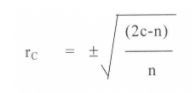 r_C = ± √((2c-n) / n)